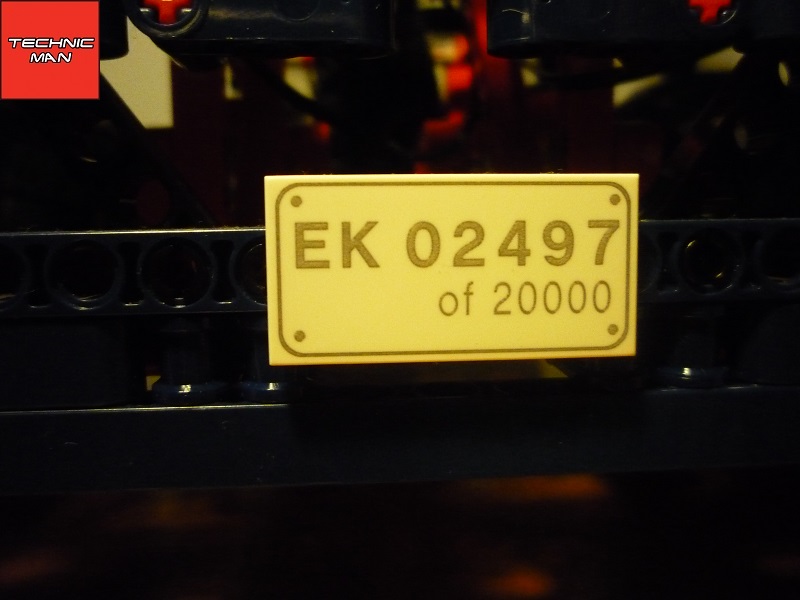 TECHNIC
MAN
EK 02497
of 20000